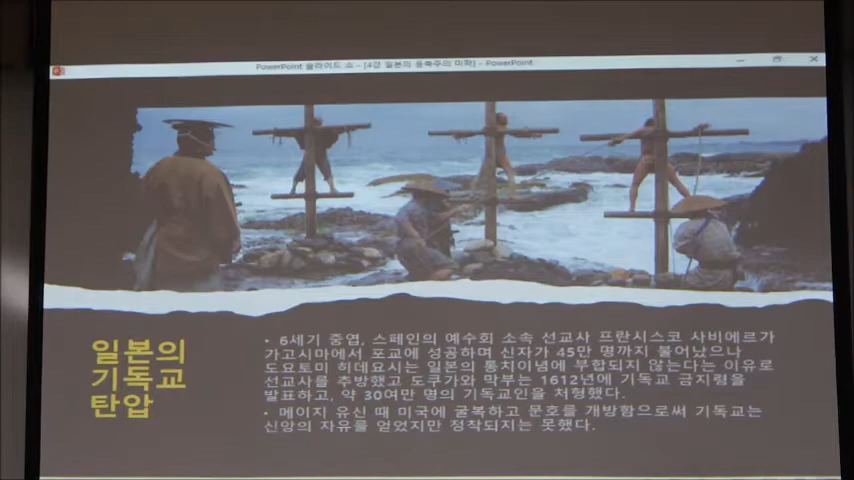 PowerPoint 슬라이드 쇼 - [4강 일본의 풍속주의 미학] - PowerPoint
일본의
기독교
탄압
• 6세기 중엽, 스페인의 예수회 소속 선교사 프란시스코 사비에르가
가고시마에서 포교에 성공하며 신자가 45만 명까지 불어났으나
도요토미 히데요시는 일본의 통치이념에 부합되지 않는다는 이유로
선교사를 추방했고 도쿠가와 막부는 1612년에 기독교 금지령을
발표하고, 약 30여만 명의 기독교인을 처형했다.
• 메이지 유신 때 미국에 굴복하고 문호를 개방함으로써 기독교는
신앙의 자유를 얻었지만 정착되지는 못했다.